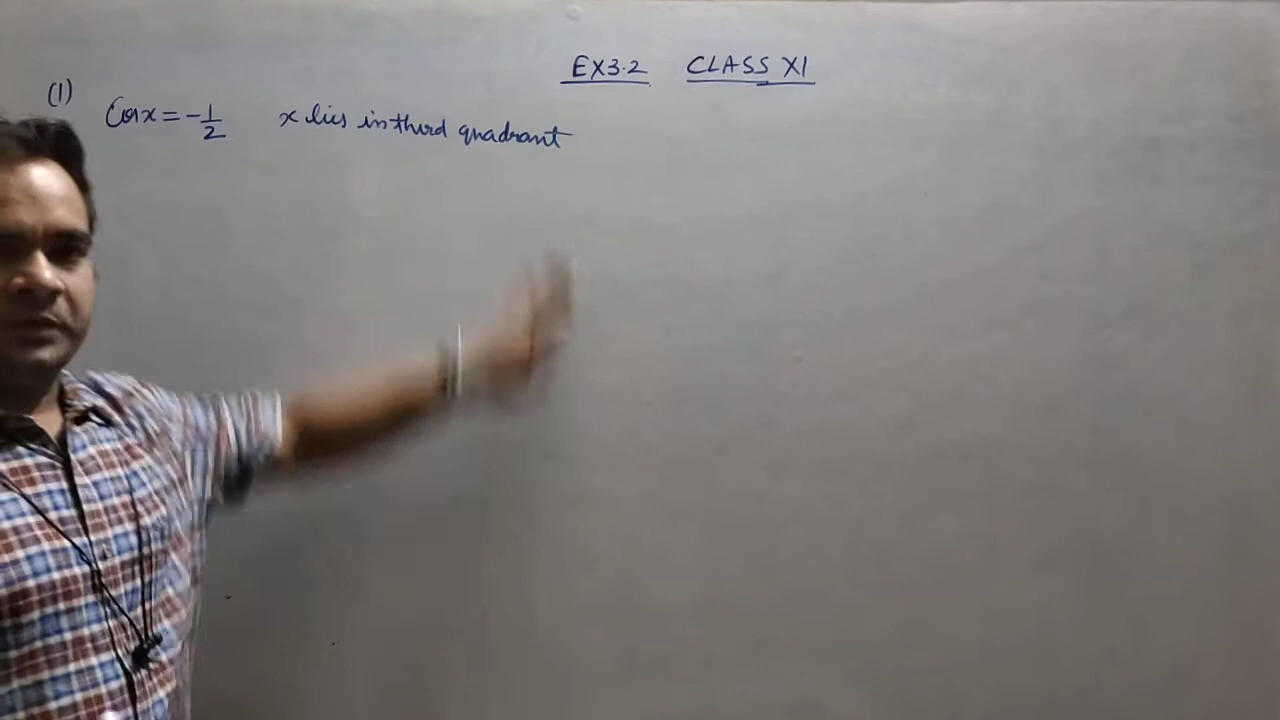 EX3.2 CLASS XI
(1) Cosx = -1/2 x lies in third quadrant